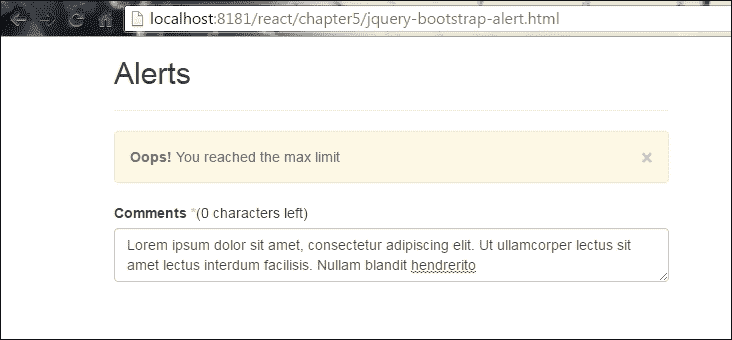 localhost:8181/react/chapter5/jquery-bootstrap-alert.html
Alerts
Oops! You reached the max limit ×
Comments *(0 characters left)
Lorem ipsum dolor sit amet, consectetur adipiscing elit. Ut ullamcorper lectus sit
amet lectus interdum facilisis. Nullam blandit hendrerito